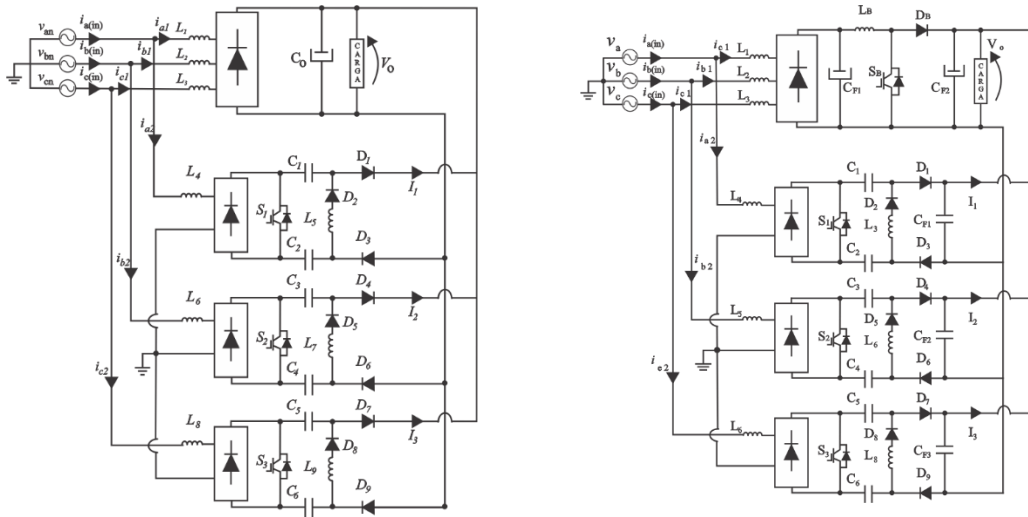 v_an i_a(in) i_a1 L_1
v_bn i_b(in) i_b1 L_2
v_cn i_c(in) i_c1 L_3
C_O CARGA V_O
i_a2
L_4 C_1 D_1 I_1
S_1 D_2 L_5
C_2 D_3
i_b2
L_6 C_3 D_4 I_2
S_2 D_5 L_7
C_4 D_6
i_c2
L_8 C_5 D_7 I_3
S_3 D_8 L_9
C_6 D_9
L_B D_B
v_a i_a(in) i_c1 L_1
v_b i_b(in) i_b1 L_2
v_c i_c(in) i_c1 L_3
C_F1 S_B C_F2 CARGA V_o
i_a2
L_4 C_1 D_1 I_1
S_1 D_2 L_3 C_F1
C_2 D_3
i_b2
L_5 C_3 D_4 I_2
S_2 D_5 L_6 C_F2
C_4 D_6
L_6 C_5 D_7 I_3
S_3 D_8 L_8 C_F3
C_6 D_9